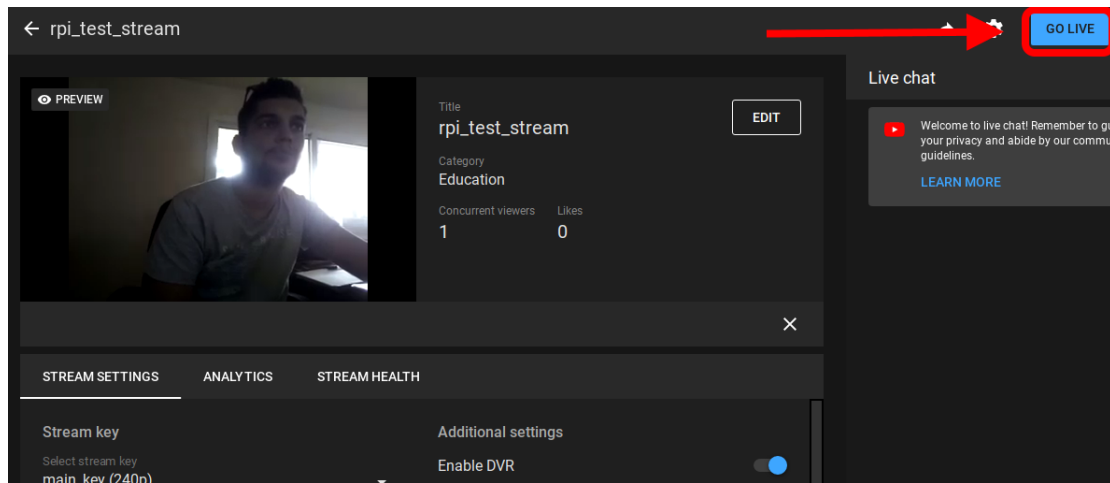 rpi_test_stream
GO LIVE
PREVIEW
Title
rpi_test_stream
EDIT
Category
Education
Concurrent viewers Likes
1 0
Live chat
Welcome to live chat! Remember to
your privacy and abide by our
guidelines.
LEARN MORE
STREAM SETTINGS ANALYTICS STREAM HEALTH
Stream key
Select stream key
main_key (240p)
Additional settings
Enable DVR